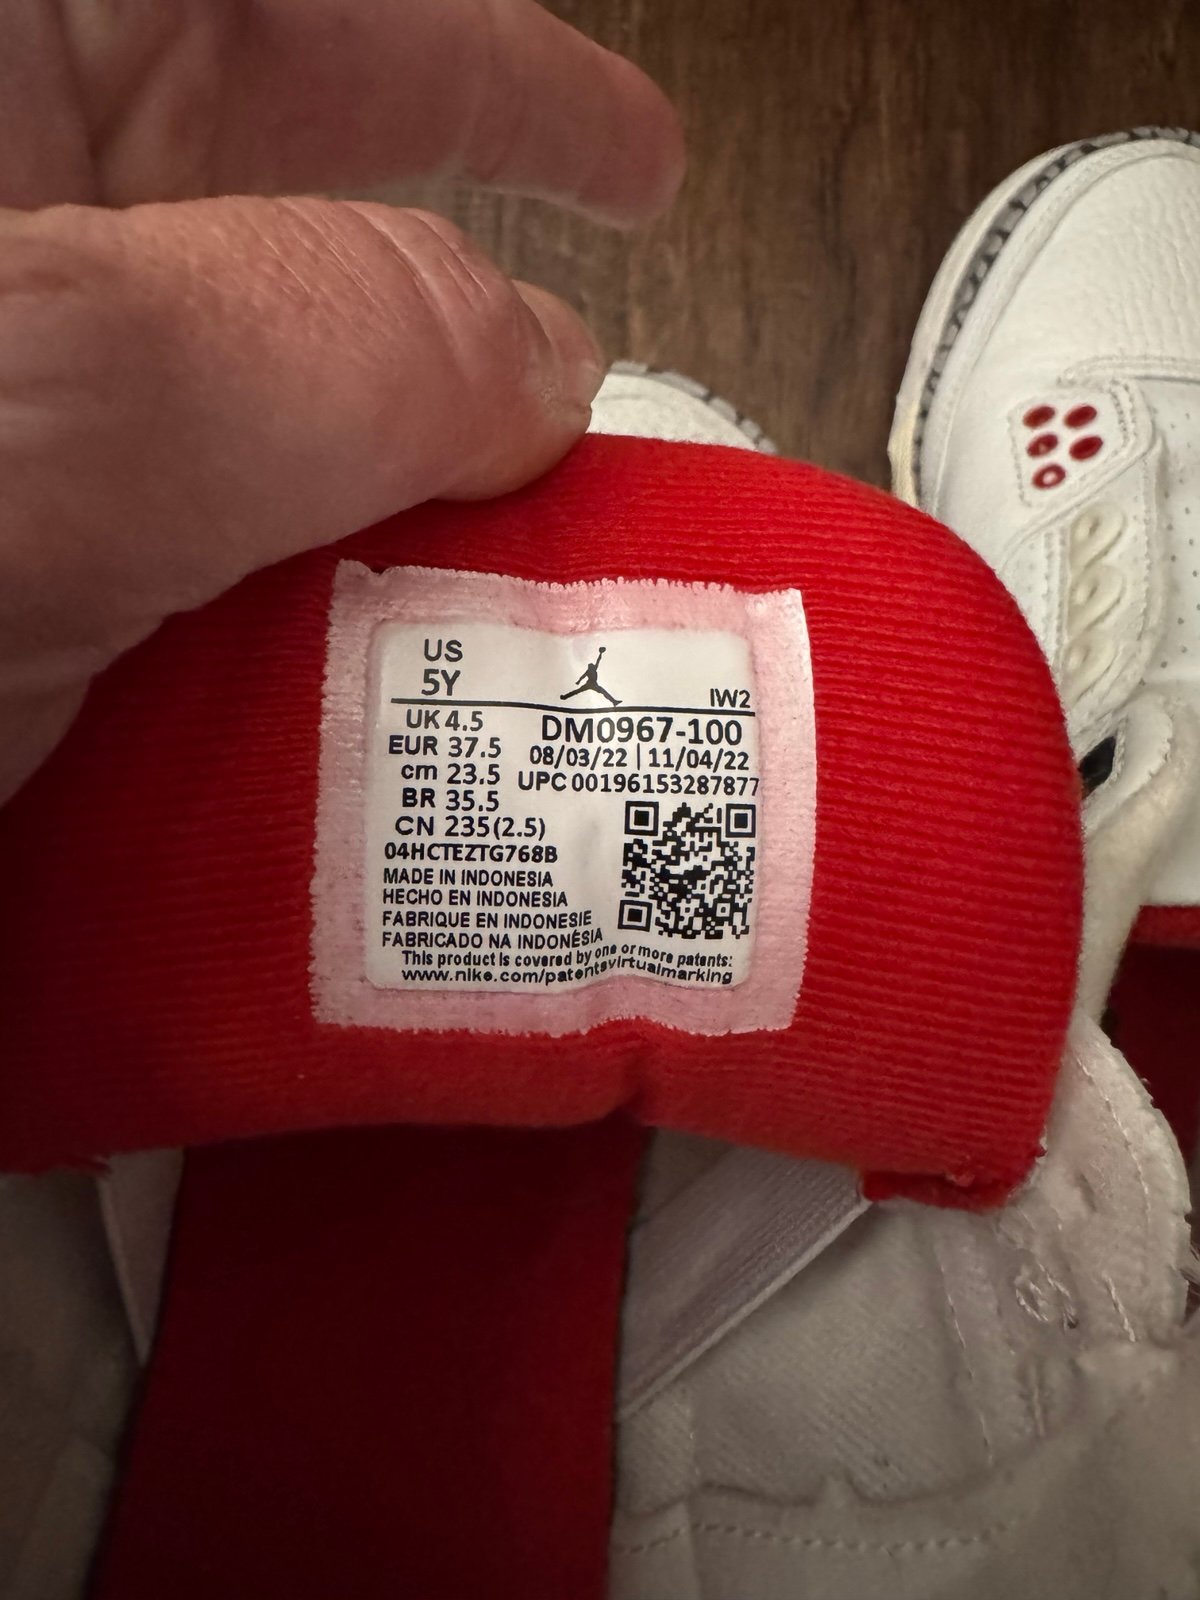 US
5Y
IW2
UK 4.5
DM0967-100
EUR 37.5
08/03/22 | 11/04/22
cm 23.5
UPC 00196153287877
BR 35.5
CN 235(2.5)
04HCTEZTG768B
MADE IN INDONESIA
HECHO EN INDONESIA
FABRIQUE EN INDONESIE
FABRICADO NA INDONÉSIA
This product is covered by one or more patents:
www.nike.com/patentsvirtualmarking